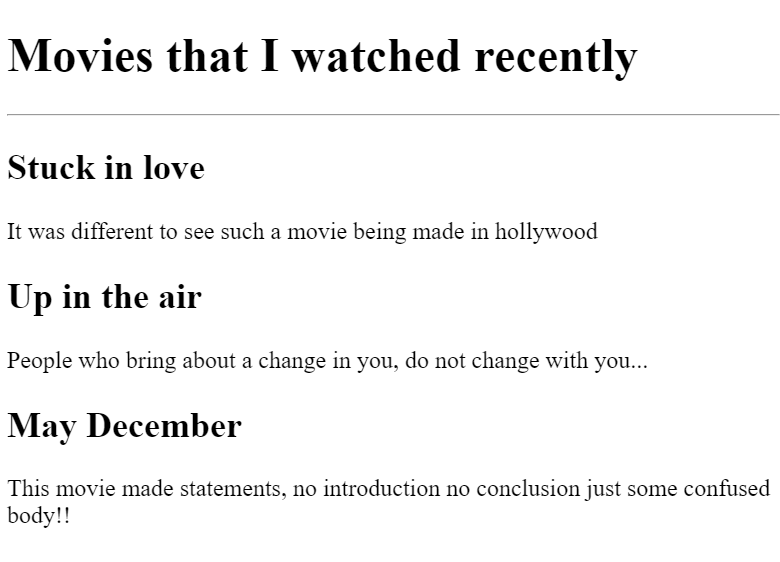 Movies that I watched recently
Stuck in love
It was different to see such a movie being made in hollywood
Up in the air
People who bring about a change in you, do not change with you...
May December
This movie made statements, no introduction no conclusion just some confused
body!!